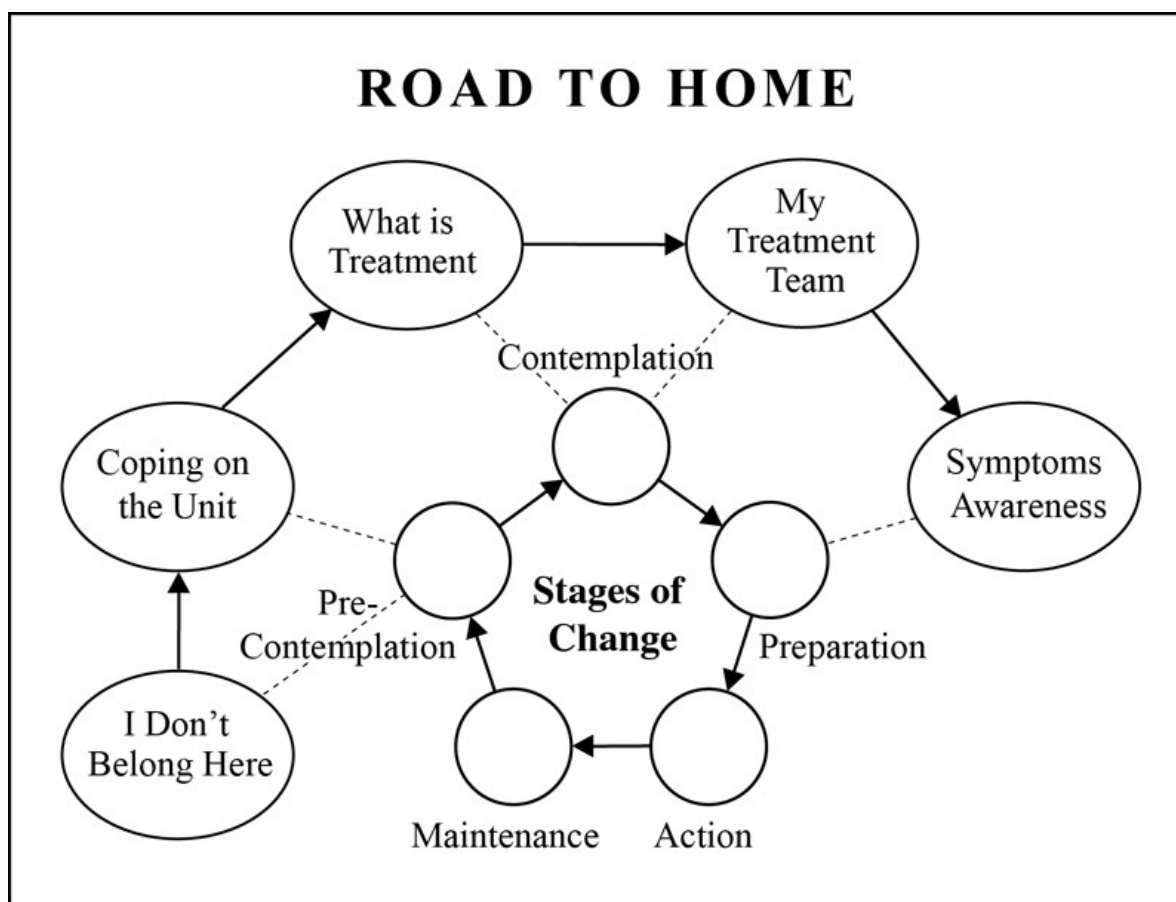 ROAD TO HOME
What is
Treatment
My
Treatment
Team
Contemplation
Coping on
the Unit
Symptoms
Awareness
Pre-
Contemplation
Stages of
Change
Preparation
I Don’t
Belong Here
Maintenance
Action